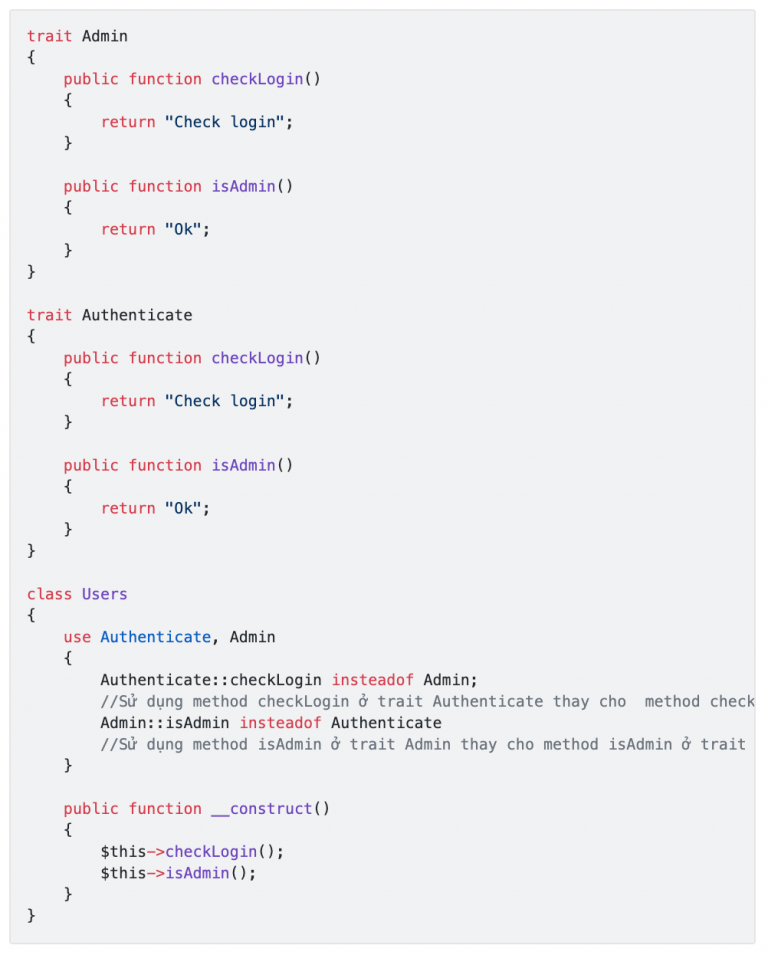 trait Admin
{
    public function checkLogin()
    {
        return "Check login";
    }

    public function isAdmin()
    {
        return "Ok";
    }
}

trait Authenticate
{
    public function checkLogin()
    {
        return "Check login";
    }

    public function isAdmin()
    {
        return "Ok";
    }
}

class Users
{
    use Authenticate, Admin
    {
        Authenticate::checkLogin insteadof Admin;
        //Sử dụng method checkLogin ở trait Authenticate thay cho  method check
        Admin::isAdmin insteadof Authenticate
        //Sử dụng method isAdmin ở trait Admin thay cho method isAdmin ở trait
    }

    public function __construct()
    {
        $this->checkLogin();
        $this->isAdmin();
    }
}